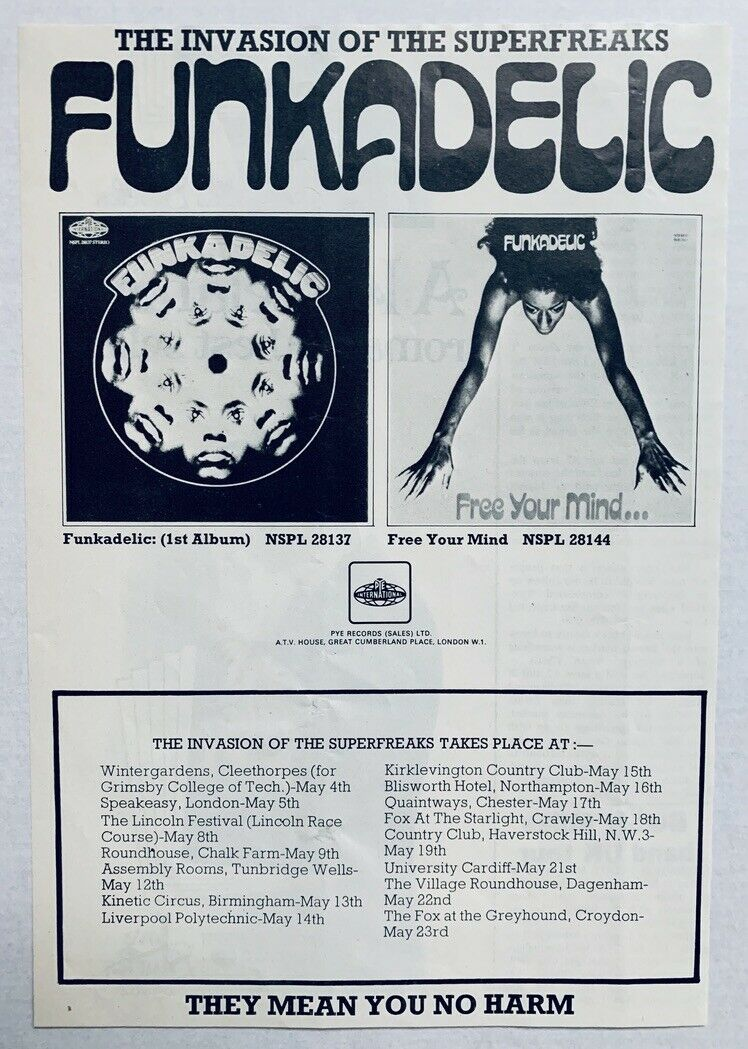 THE INVASION OF THE SUPERFREAKS
FUNKADELIC
PYE INTERNATIONAL
NSPL 28137 STEREO
FUNKADELIC
FUNKADELIC
STEREO
Free Your Mind...
Funkadelic: (1st Album) NSPL 28137
Free Your Mind NSPL 28144
PYE
INTERNATIONAL
PYE RECORDS (SALES) LTD.
A.T.V. HOUSE, GREAT CUMBERLAND PLACE, LONDON W.1.
THE INVASION OF THE SUPERFREAKS TAKES PLACE AT :—
Wintergardens, Cleethorpes (for
Grimsby College of Tech.)-May 4th
Speakeasy, London-May 5th
The Lincoln Festival (Lincoln Race
Course)-May 8th
Roundhouse, Chalk Farm-May 9th
Assembly Rooms, Tunbridge Wells-
May 12th
Kinetic Circus, Birmingham-May 13th
Liverpool Polytechnic-May 14th
Kirklevington Country Club-May 15th
Blisworth Hotel, Northampton-May 16th
Quaintways, Chester-May 17th
Fox At The Starlight, Crawley-May 18th
Country Club, Haverstock Hill, N.W.3-
May 19th
University Cardiff-May 21st
The Village Roundhouse, Dagenham-
May 22nd
The Fox at the Greyhound, Croydon-
May 23rd
THEY MEAN YOU NO HARM